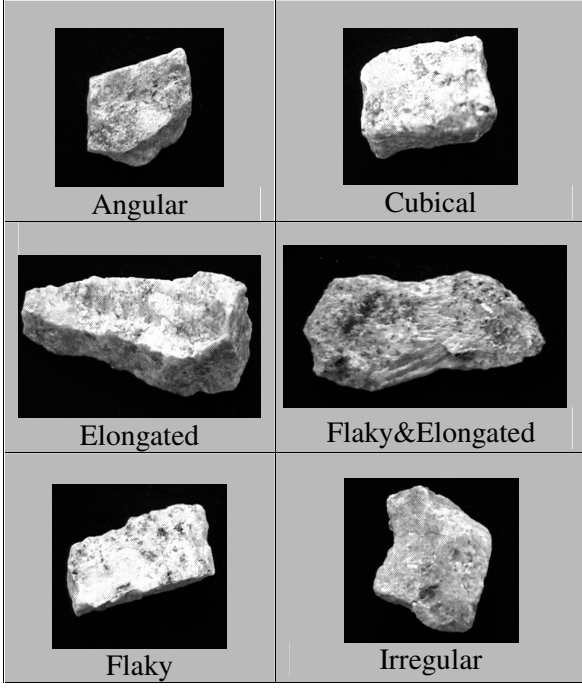 Angular
Cubical
Elongated
Flaky&Elongated
Flaky
Irregular